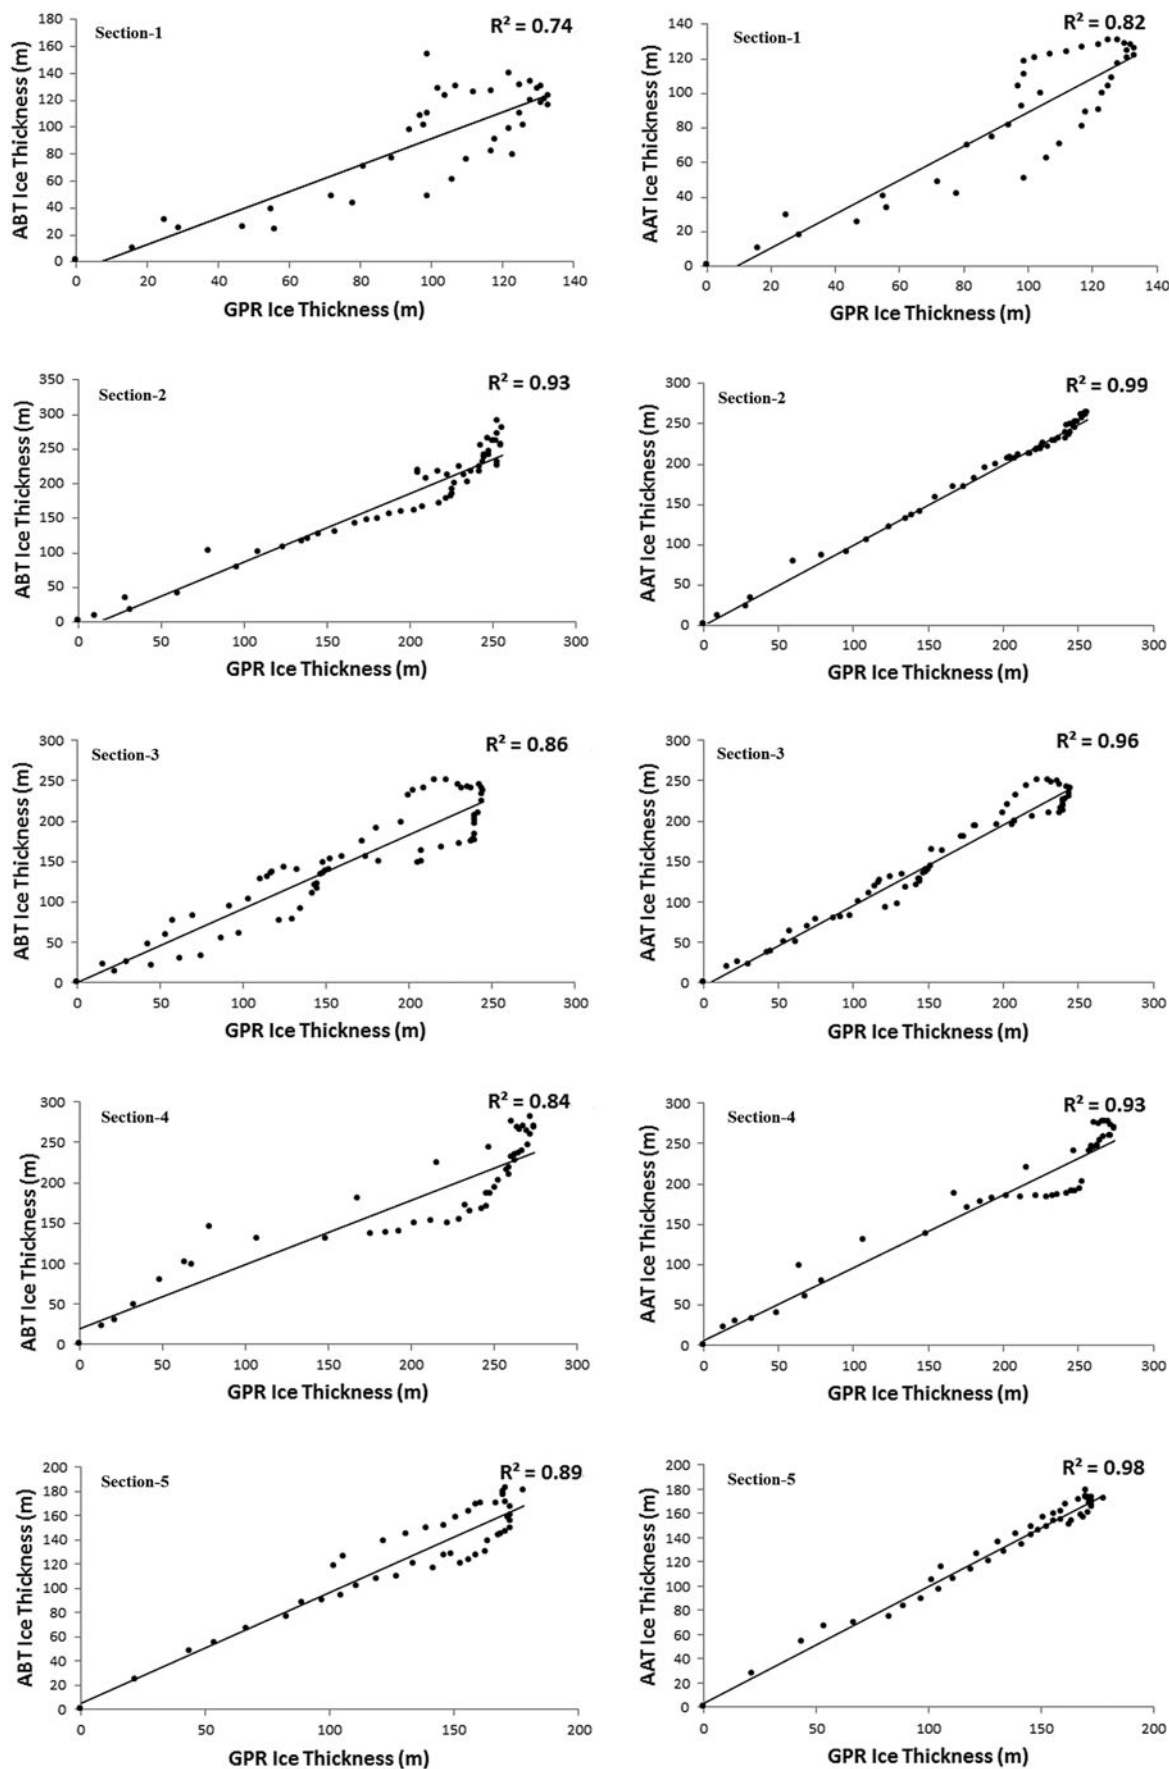 Section-1
R² = 0.74
ABT Ice Thickness (m)
180
160
140
120
100
80
60
40
20
0
0 20 40 60 80 100 120 140
GPR Ice Thickness (m)
Section-1
R² = 0.82
AAT Ice Thickness (m)
140
120
100
80
60
40
20
0
0 20 40 60 80 100 120 140
GPR Ice Thickness (m)
Section-2
R² = 0.93
ABT Ice Thickness (m)
350
300
250
200
150
100
50
0
0 50 100 150 200 250 300
GPR Ice Thickness (m)
Section-2
R² = 0.99
AAT Ice Thickness (m)
300
250
200
150
100
50
0
0 50 100 150 200 250 300
GPR Ice Thickness (m)
Section-3
R² = 0.86
ABT Ice Thickness (m)
300
250
200
150
100
50
0
0 50 100 150 200 250 300
GPR Ice Thickness (m)
Section-3
R² = 0.96
AAT Ice Thickness (m)
300
250
200
150
100
50
0
0 50 100 150 200 250 300
GPR Ice Thickness (m)
Section-4
R² = 0.84
ABT Ice Thickness (m)
300
250
200
150
100
50
0
0 50 100 150 200 250 300
GPR Ice Thickness (m)
Section-4
R² = 0.93
AAT Ice Thickness (m)
300
250
200
150
100
50
0
0 50 100 150 200 250 300
GPR Ice Thickness (m)
Section-5
R² = 0.89
ABT Ice Thickness (m)
200
180
160
140
120
100
80
60
40
20
0
0 50 100 150 200
GPR Ice Thickness (m)
Section-5
R² = 0.98
AAT Ice Thickness (m)
200
180
160
140
120
100
80
60
40
20
0
0 50 100 150 200
GPR Ice Thickness (m)